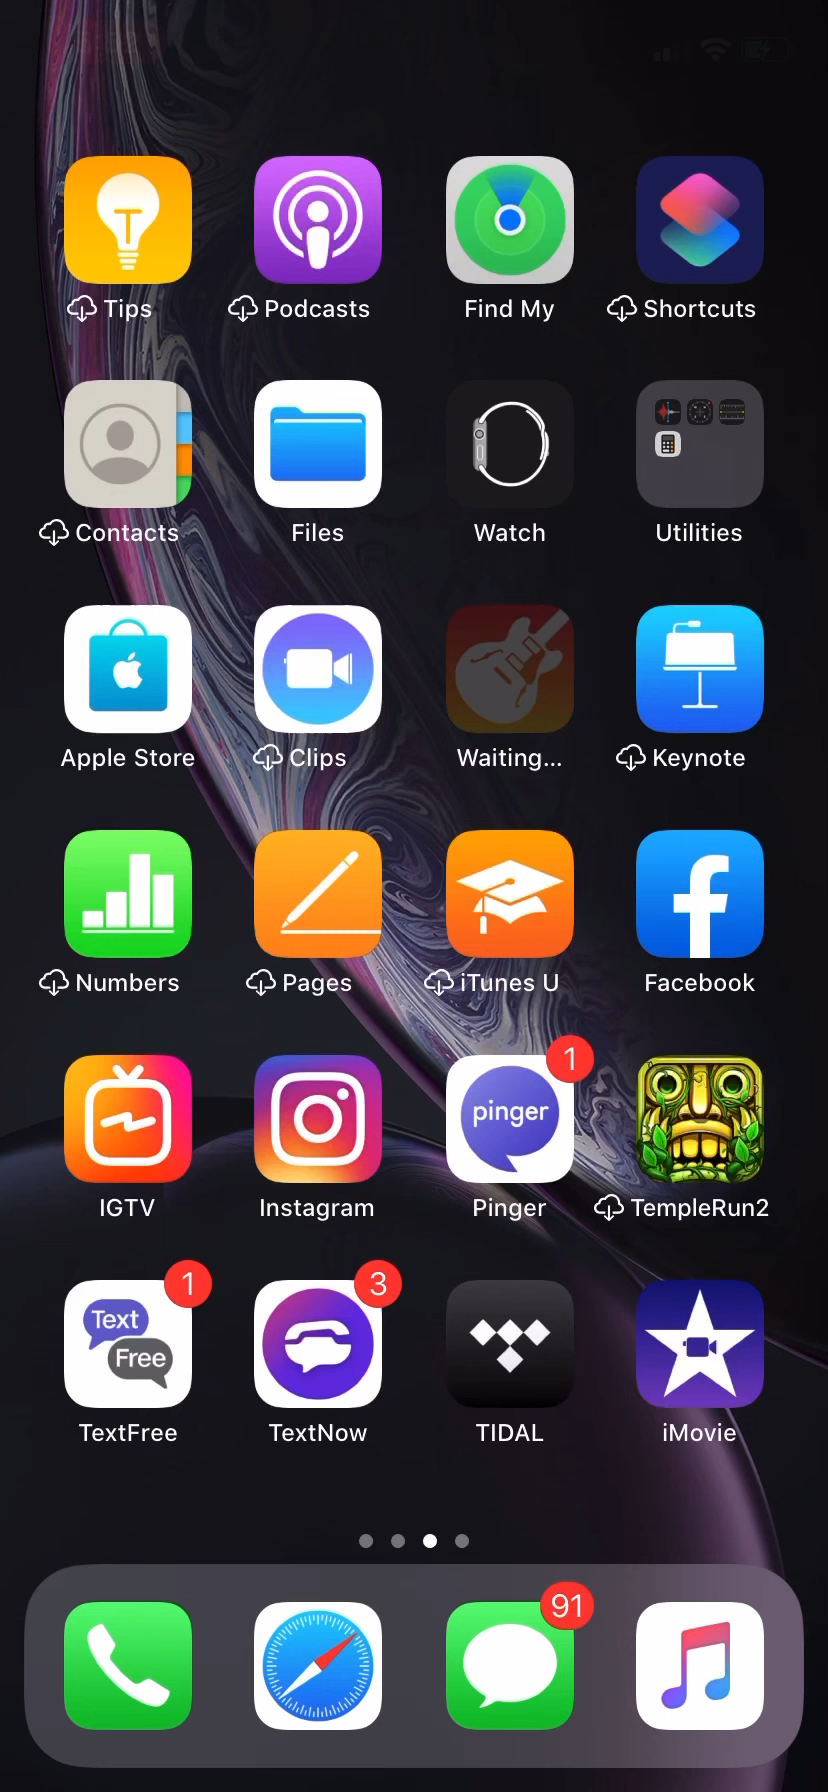 Tips
Podcasts
Find My
Shortcuts
Contacts
Files
Watch
Utilities
Apple Store
Clips
Waiting...
Keynote
Numbers
Pages
iTunes U
Facebook
1
pinger
IGTV
Instagram
Pinger
TempleRun2
1
3
Text
Free
TextFree
TextNow
TIDAL
iMovie
91